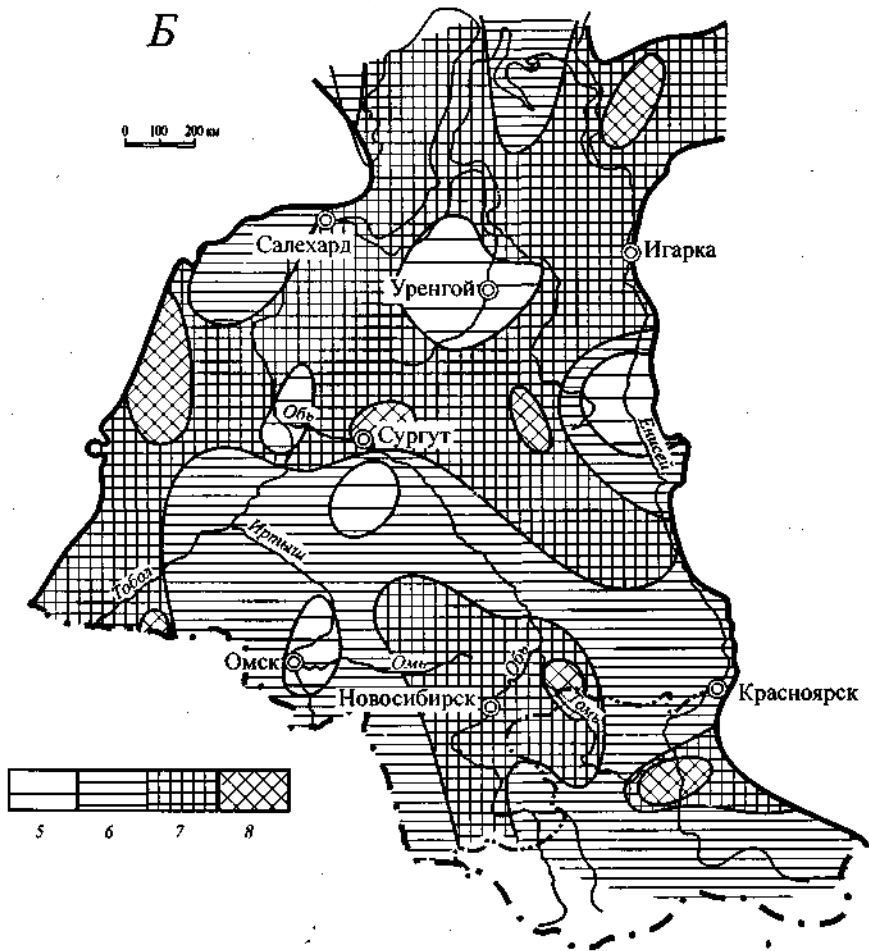 Б
0 100 200 км
Салехард
Игарка
Уренгой
Обь
Сургут
Енисей
Иртыш
Тобол
Омск
Омь
Обь
Новосибирск
Томь
Красноярск
5 6 7 8